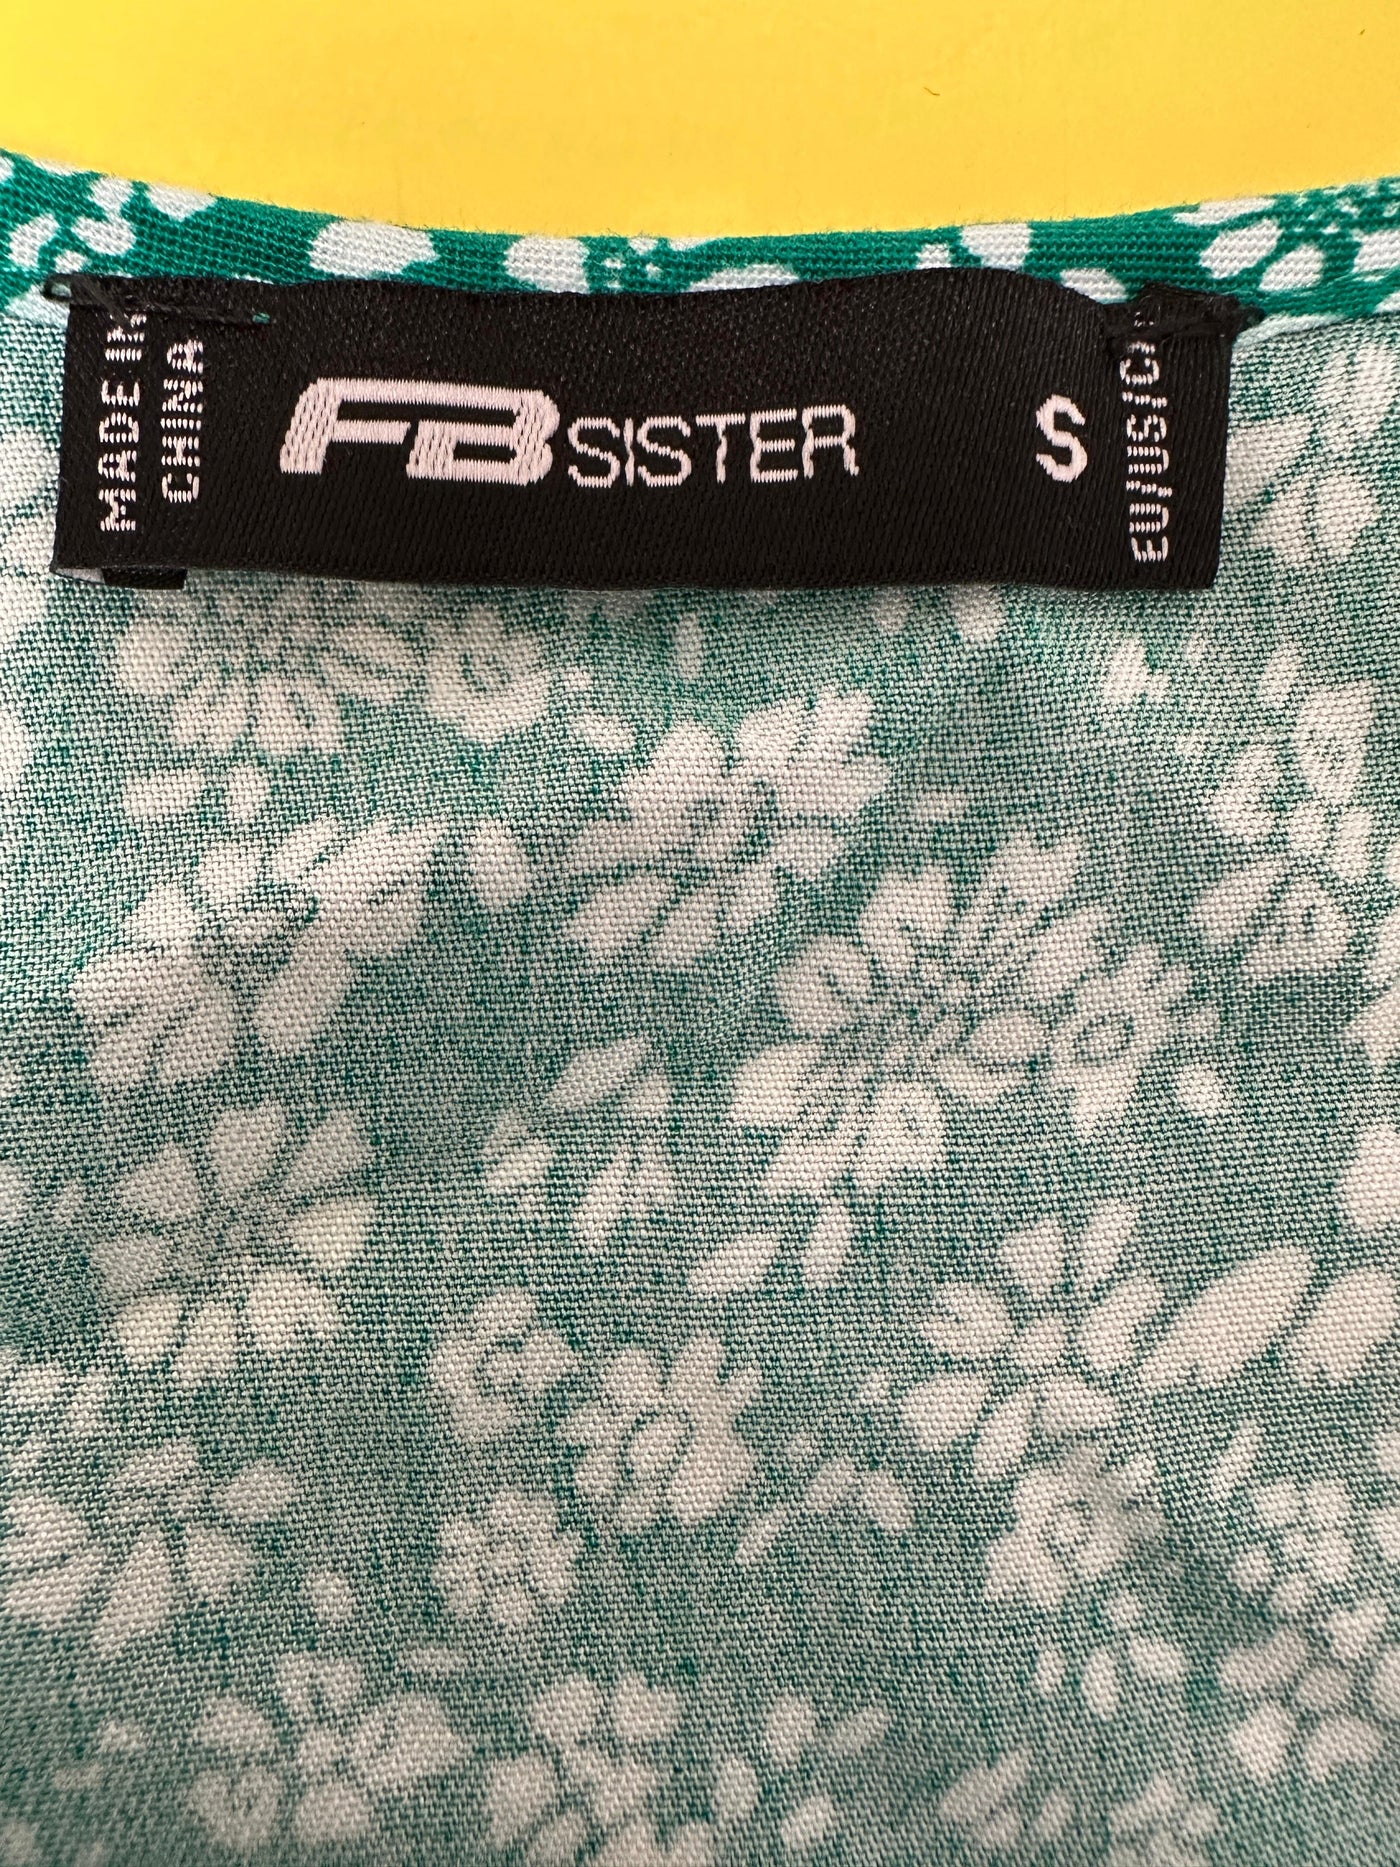 MADE IN
CHINA
FB SISTER
S
EU/US/